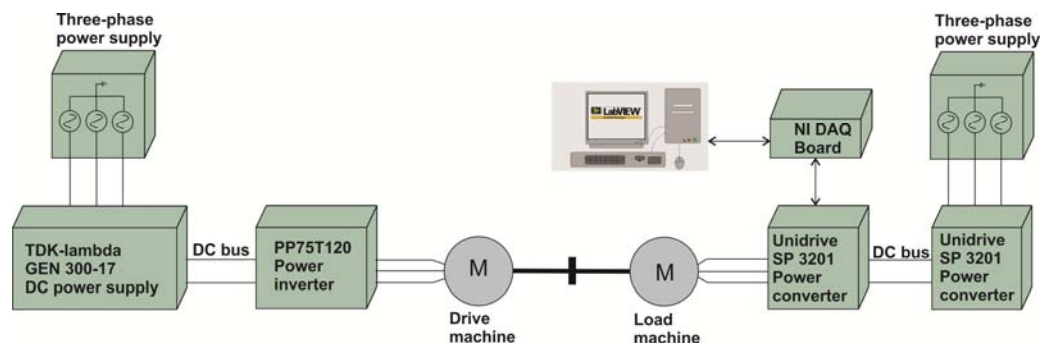 Three-phase
power supply
Three-phase
power supply
LabVIEW
NI DAQ
Board
TDK-lambda
GEN 300-17
DC power supply
DC bus
PP75T120
Power
inverter
M
Drive
machine
M
Load
machine
Unidrive
SP 3201
Power
converter
DC bus
Unidrive
SP 3201
Power
converter